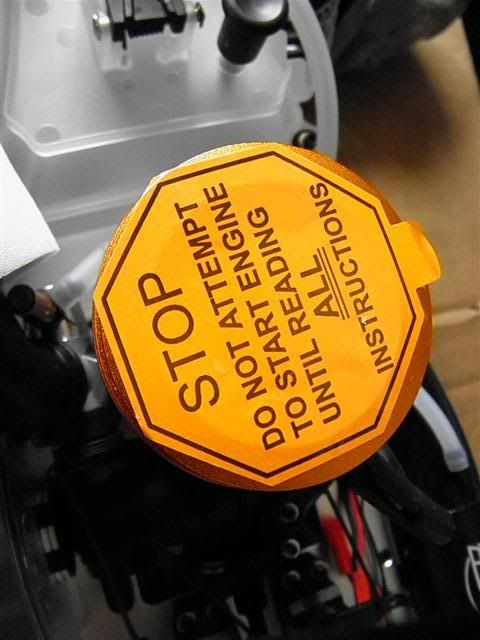 STOP
DO NOT ATTEMPT
TO START ENGINE
UNTIL READING
ALL
INSTRUCTIONS